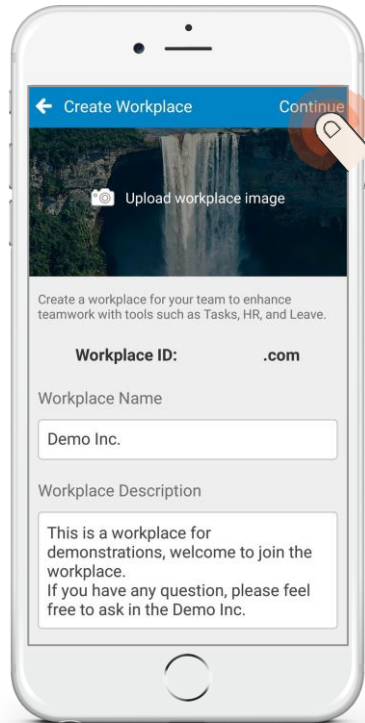 Create Workplace Continue
Upload workplace image
Create a workplace for your team to enhance
teamwork with tools such as Tasks, HR, and Leave.
Workplace ID: .com
Workplace Name
Demo Inc.
Workplace Description
This is a workplace for
demonstrations, welcome to join the
workplace.
If you have any question, please feel
free to ask in the Demo Inc.